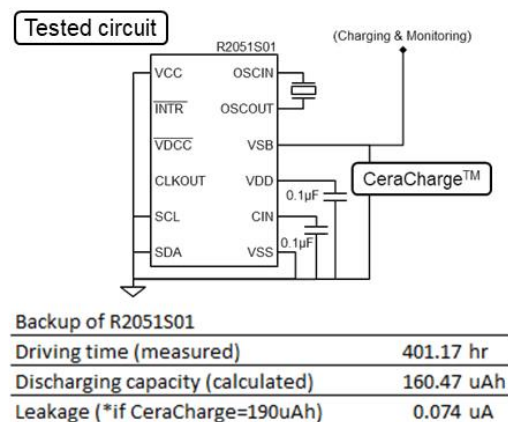 Tested circuit
R2051S01
(Charging & Monitoring)
VCC
OSCIN
INTR
OSCOUT
VDCC
VSB
CLKOUT
VDD
CeraCharge™
0.1µF
SCL
CIN
0.1µF
SDA
VSS
Backup of R2051S01
Driving time (measured) 401.17 hr
Discharging capacity (calculated) 160.47 uAh
Leakage (*if CeraCharge=190uAh) 0.074 uA